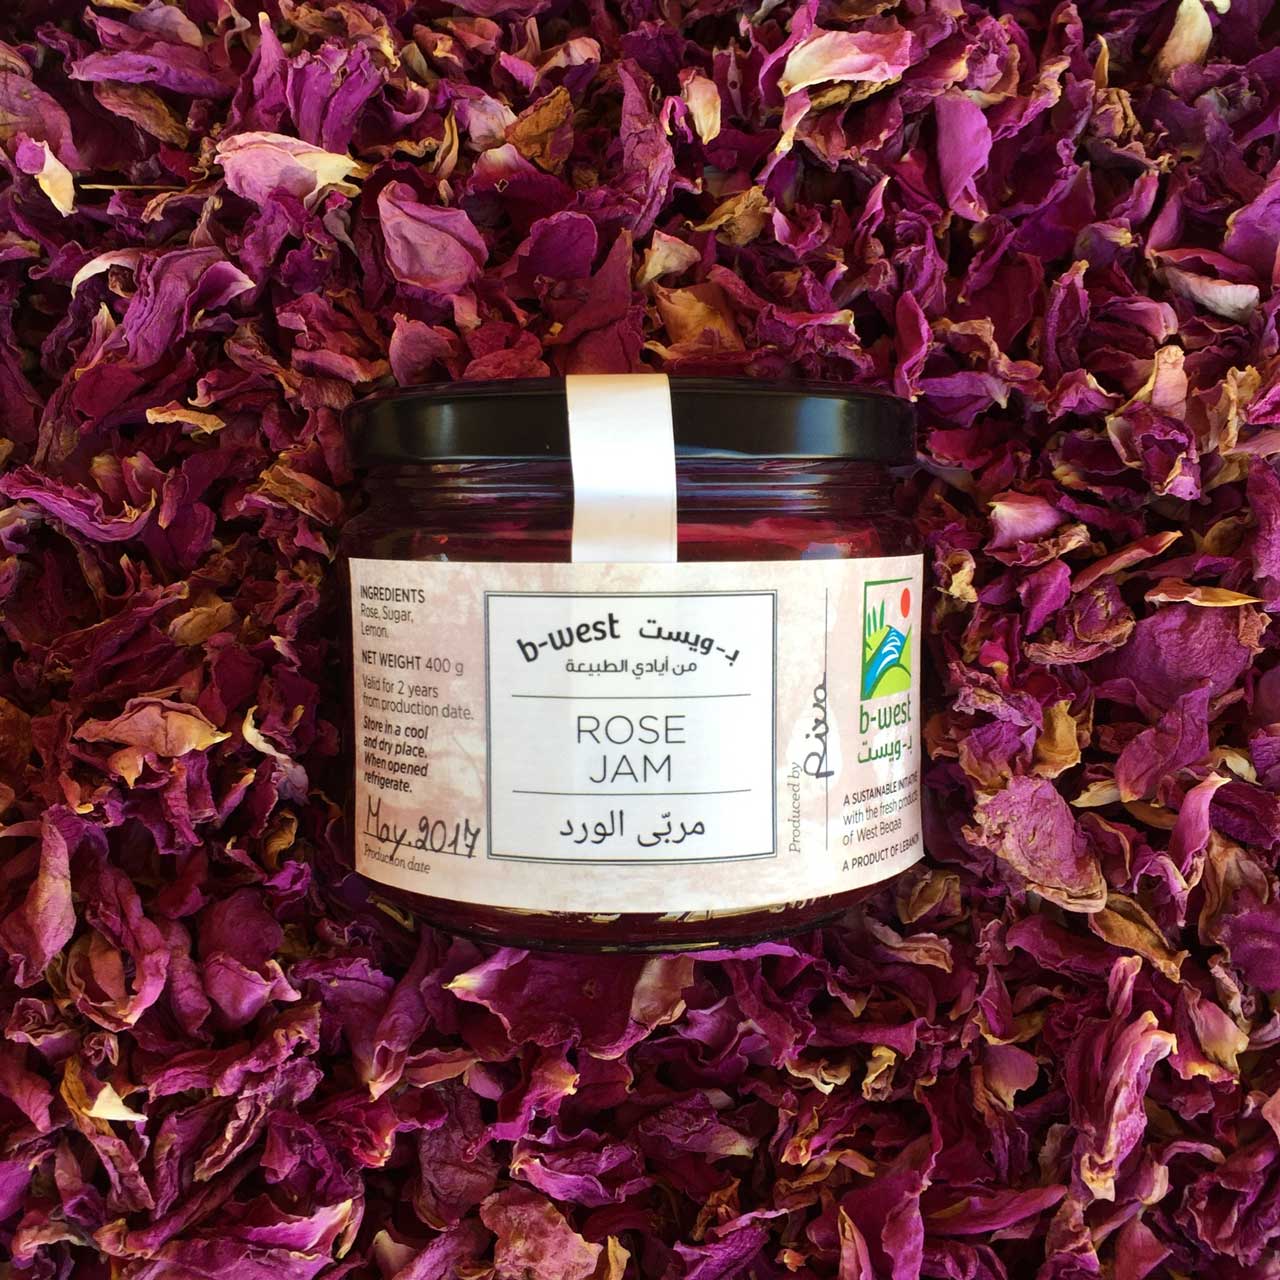 INGREDIENTS
Rose, Sugar,
Lemon.
NET WEIGHT 400 g
Valid for 2 years
from production date.
Store in a cool
and dry place.
When opened
refrigerate.
May.2017
Production date
b-west بـ-ويست
من أيادي الطبيعة
ROSE
JAM
مربّى الورد
Produced by
b-west
بـ-ويست
A SUSTAINABLE INITIATIVE
with the fresh products
of West Beqaa
A PRODUCT OF LEBANON